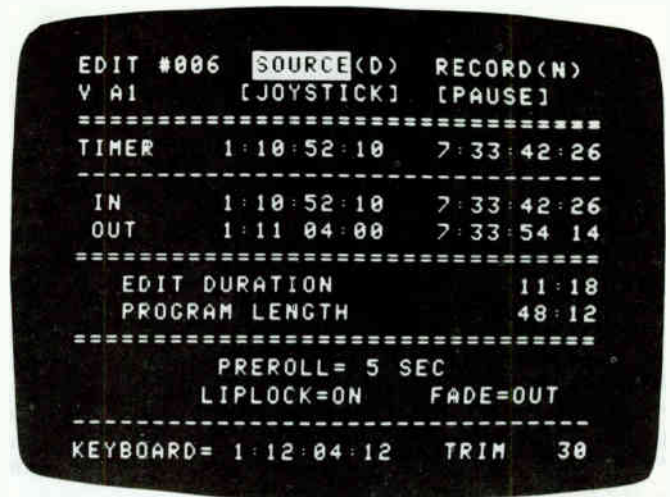 EDIT #006 SOURCE(D) RECORD(N)
V A1 [JOYSTICK] [PAUSE]
==================================
TIMER 1:10:52:10 7:33:42:26
----------------------------------
IN 1:10:52:10 7:33:42:26
OUT 1:11 04:00 7:33 54 14
==================================
EDIT DURATION 11:18
PROGRAM LENGTH 48:12
==================================
PREROLL= 5 SEC
LIPLOCK=ON FADE=OUT
----------------------------------
KEYBOARD= 1:12:04:12 TRIM 30